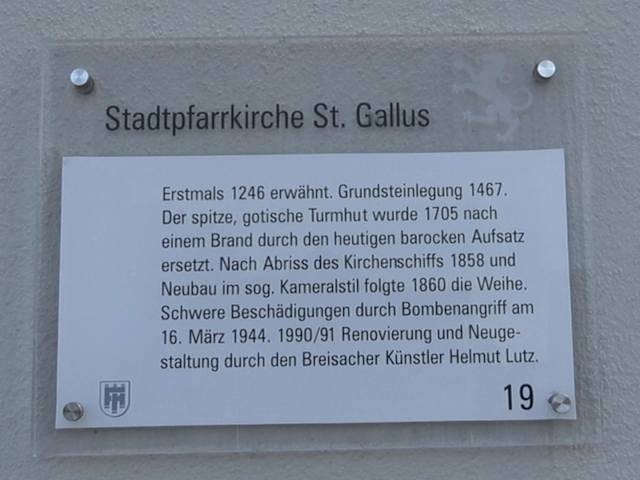 Stadtpfarrkirche St. Gallus
Erstmals 1246 erwähnt. Grundsteinlegung 1467.
Der spitze, gotische Turmhut wurde 1705 nach
einem Brand durch den heutigen barocken Aufsatz
ersetzt. Nach Abriss des Kirchenschiffs 1858 und
Neubau im sog. Kameralstil folgte 1860 die Weihe.
Schwere Beschädigungen durch Bombenangriff am
16. März 1944. 1990/91 Renovierung und Neuge-
staltung durch den Breisacher Künstler Helmut Lutz.
19